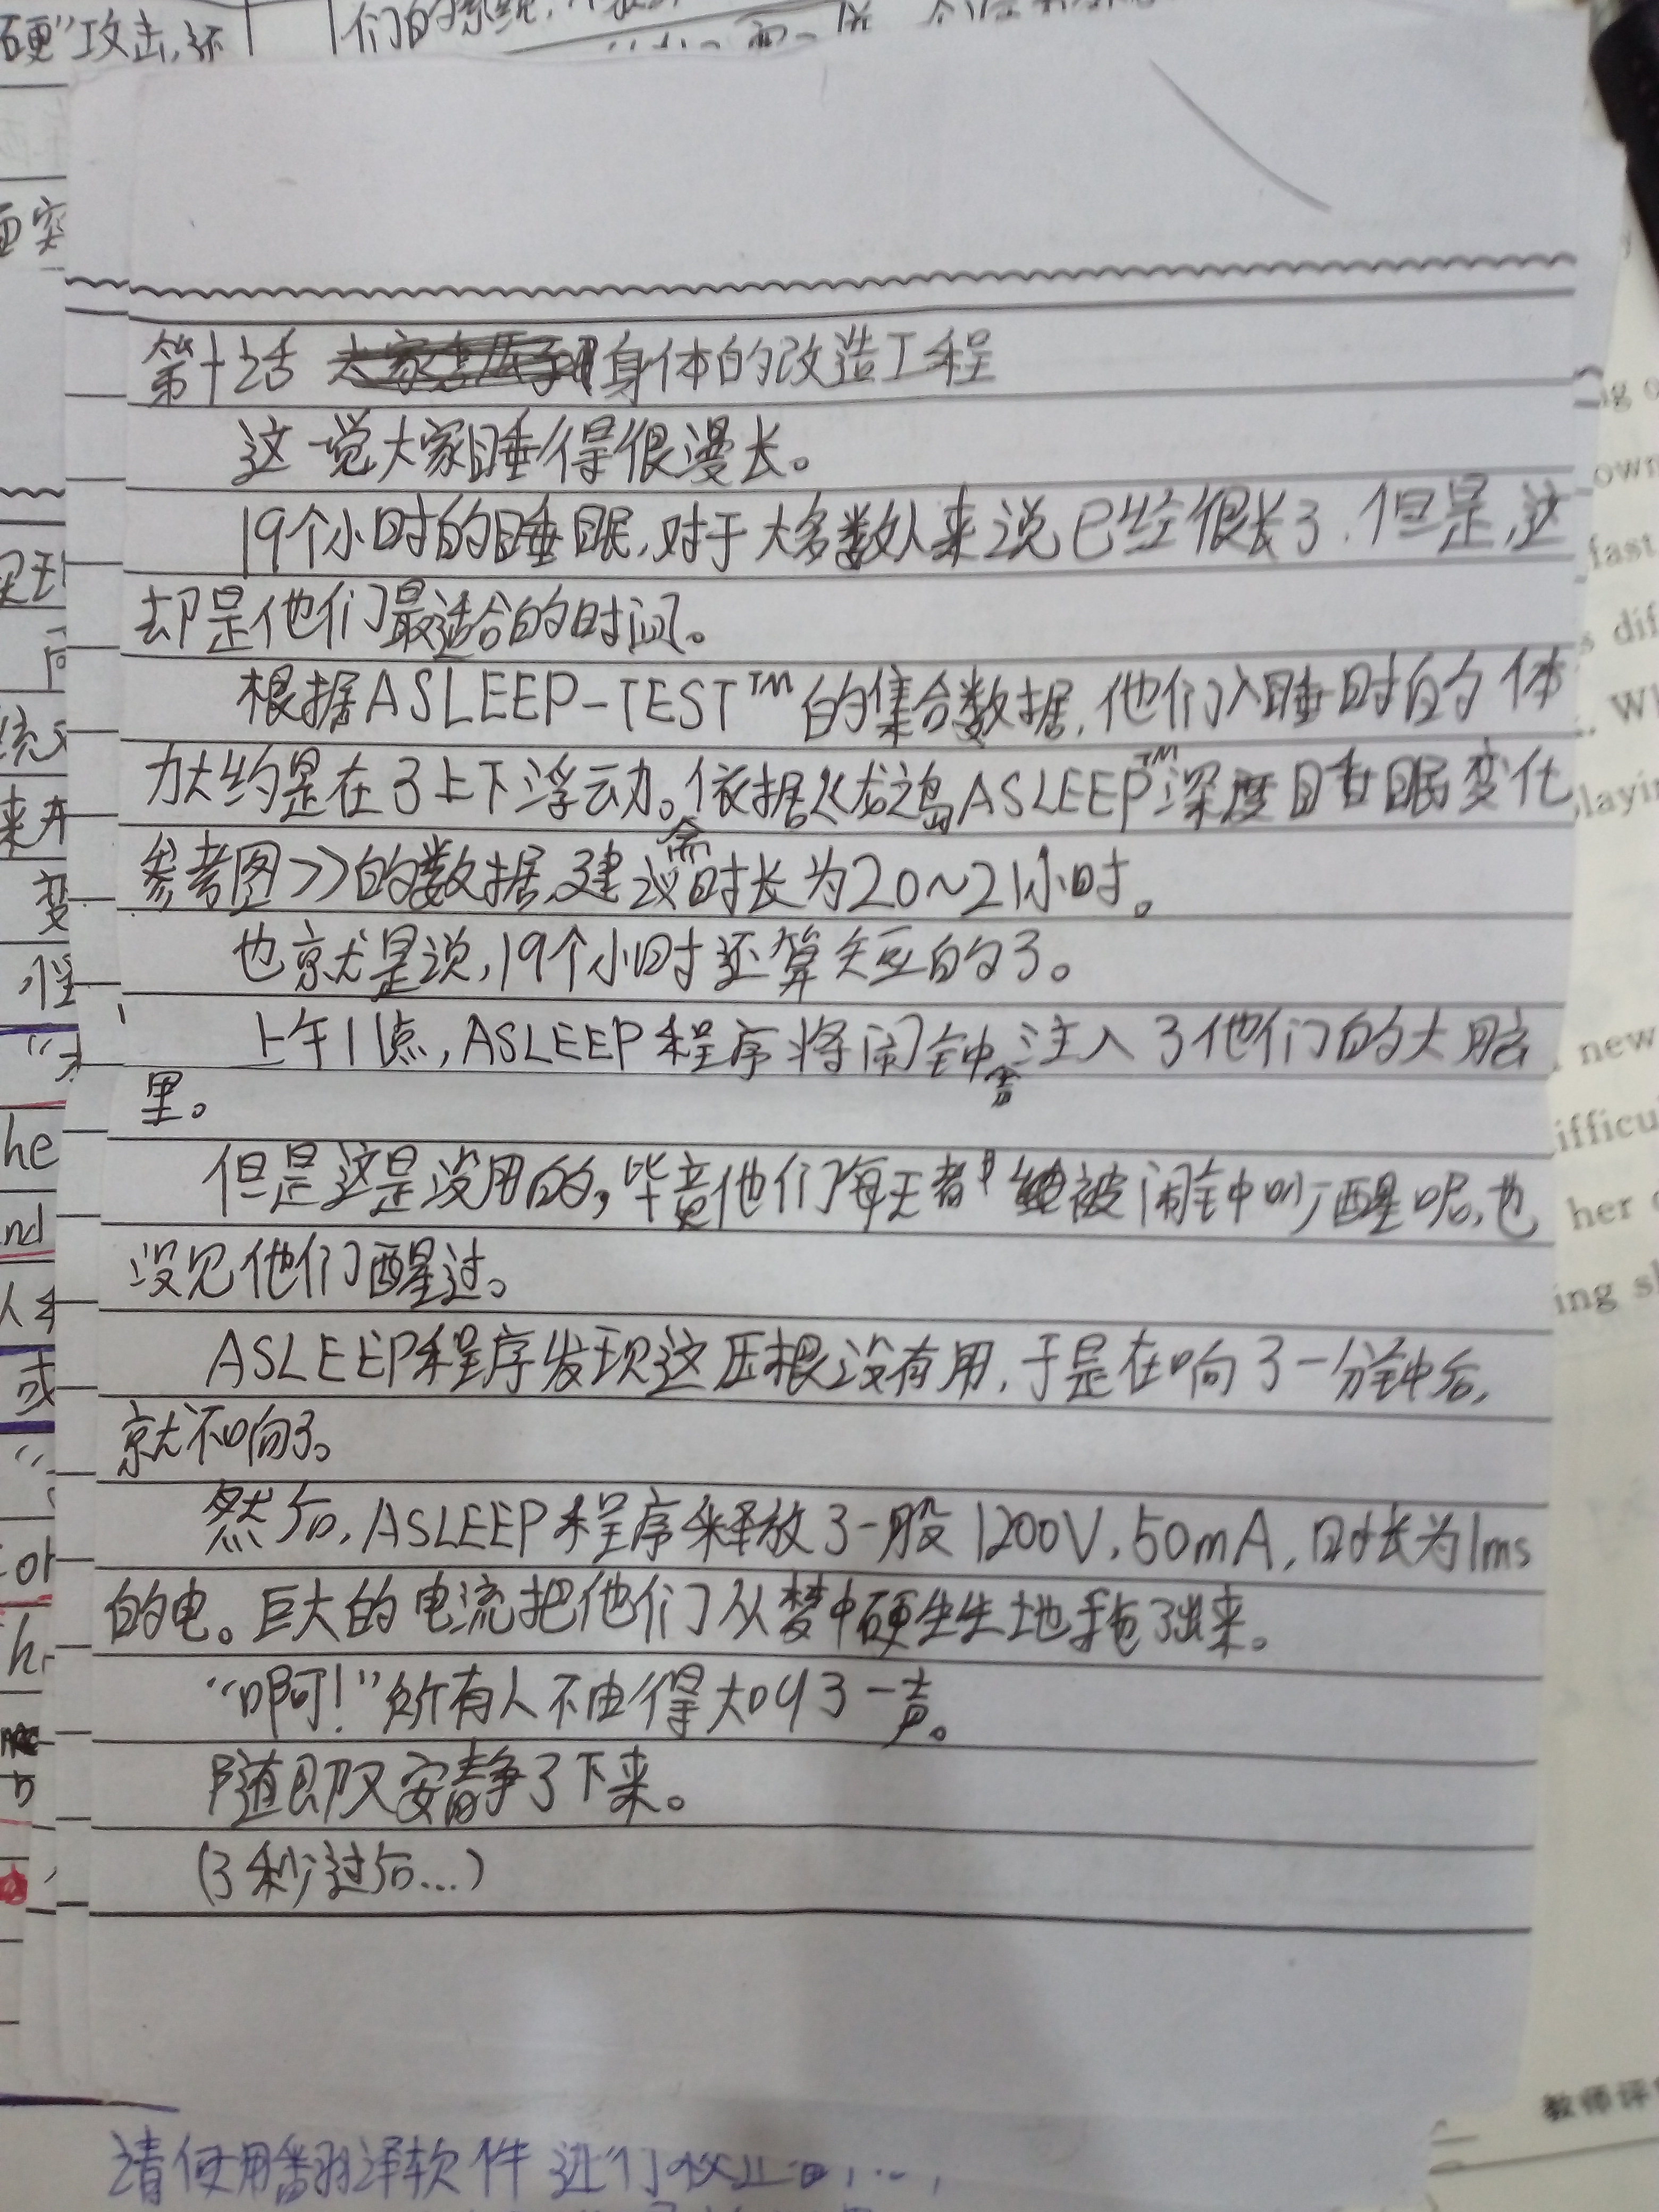 硬"攻击,还
们的系统,
第十话 身体的改造工程
这一觉大家睡得很漫长。
19个小时的睡眠,对于大多数人来说已经很长了.但是,这
却是他们最适合的时间。
根据ASLEEP-TEST™的集合数据,他们入睡时的体
力大约是在3上下浮动。依据《龙之岛ASLEEP™深度睡眠变化
参考图》的数据,建议需时长为20~21小时。
也就是说,19个小时还算短的了。
上午11点,ASLEEP程序将闹钟声注入了他们的大脑
里。
但是这是没用的,毕竟他们每天都被闹钟叫醒呢,也
没见他们醒过。
ASLEEP程序发现这压根没有用,于是在响了一分钟后,
就不响了。
然后,ASLEEP程序释放了一股1200V,50mA,时长为1ms
的电。巨大的电流把他们从梦中硬生生地拖了出来。
"啊!"所有人不由得大叫了一声。
随即又安静了下来。
(3秒过后...)
请使用翻译软件进行
教师评
own
fast
dif
layin
new
ifficu
her
ing